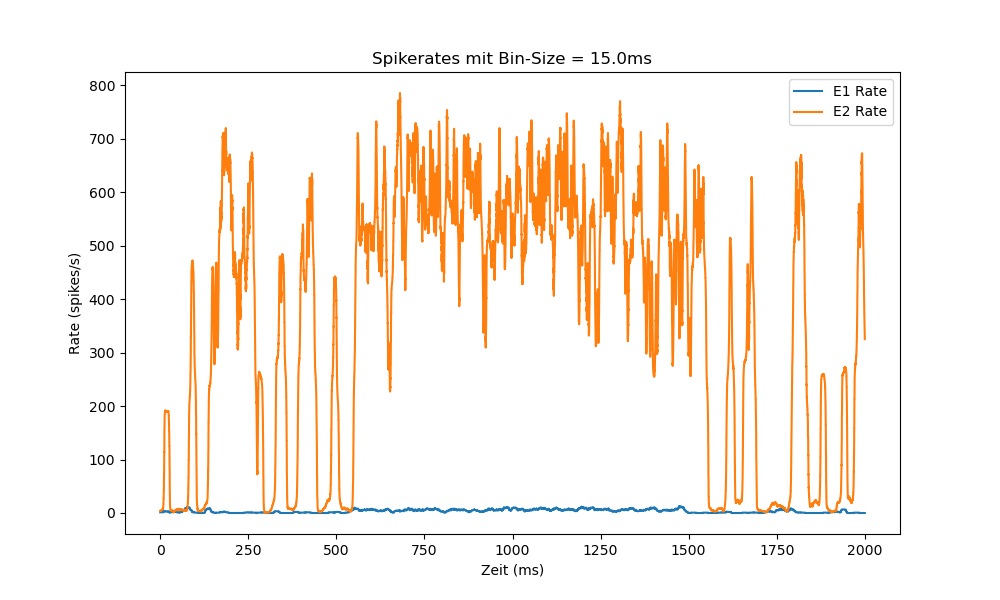 Spikerates mit Bin-Size = 15.0ms
E1 Rate
E2 Rate
Rate (spikes/s)
800
700
600
500
400
300
200
100
0
0 250 500 750 1000 1250 1500 1750 2000
Zeit (ms)